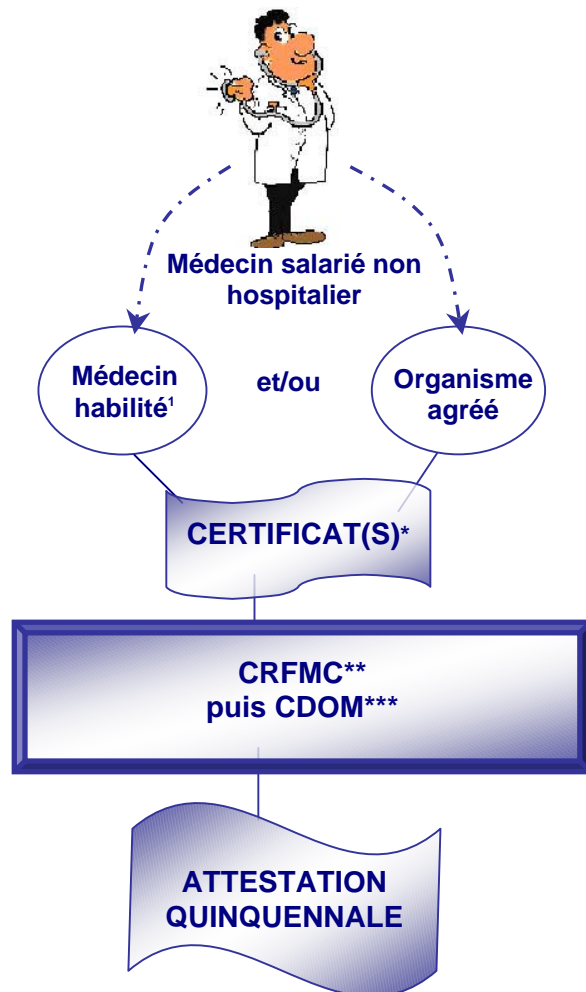 Médecin salarié non
hospitalier
Médecin
habilité¹
et/ou
Organisme
agréé
CERTIFICAT(S)*
CRFMC**
puis CDOM***
ATTESTATION
QUINQUENNALE